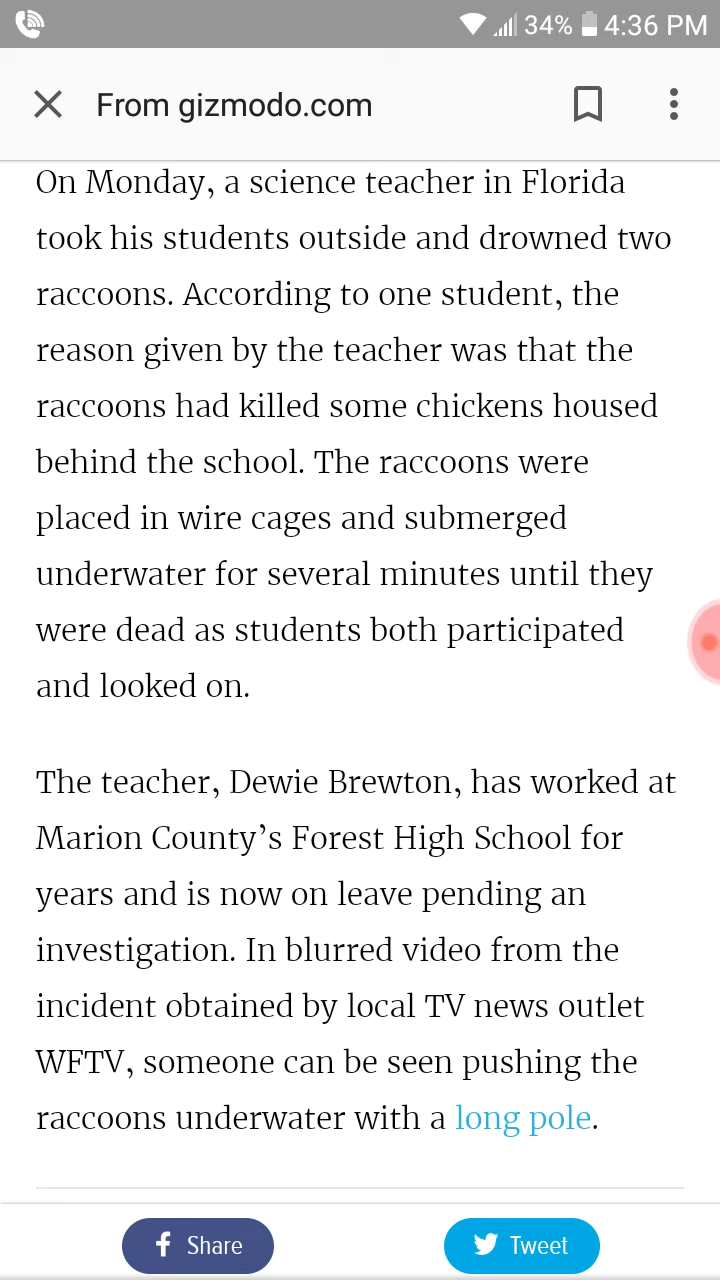 34% 4:36 PM
From gizmodo.com
On Monday, a science teacher in Florida
took his students outside and drowned two
raccoons. According to one student, the
reason given by the teacher was that the
raccoons had killed some chickens housed
behind the school. The raccoons were
placed in wire cages and submerged
underwater for several minutes until they
were dead as students both participated
and looked on.
The teacher, Dewie Brewton, has worked at
Marion County’s Forest High School for
years and is now on leave pending an
investigation. In blurred video from the
incident obtained by local TV news outlet
WFTV, someone can be seen pushing the
raccoons underwater with a long pole.
Share Tweet